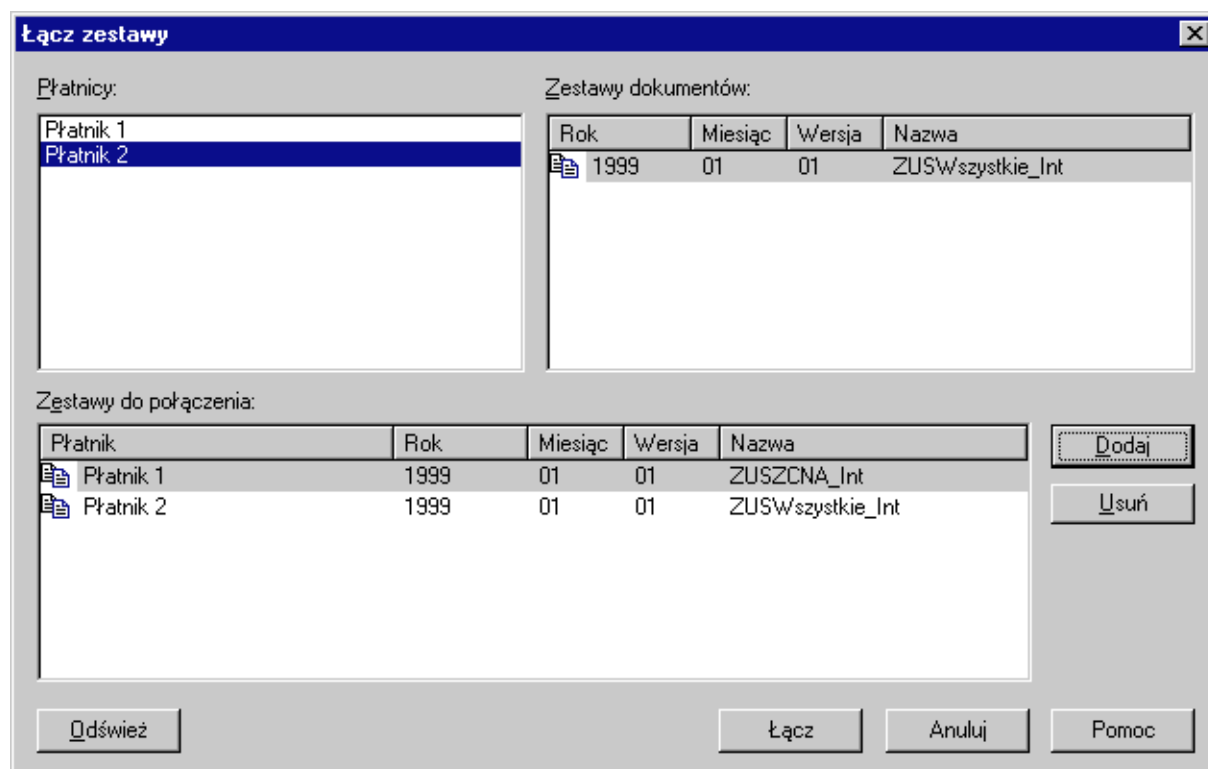 Łącz zestawy
Płatnicy:
Płatnik 1
Płatnik 2
Zestawy dokumentów:
Rok Miesiąc Wersja Nazwa
1999 01 01 ZUSWszystkie_Int
Zestawy do połączenia:
Płatnik Rok Miesiąc Wersja Nazwa
Płatnik 1 1999 01 01 ZUSZCNA_Int
Płatnik 2 1999 01 01 ZUSWszystkie_Int
Dodaj
Usuń
Odśwież Łącz Anuluj Pomoc